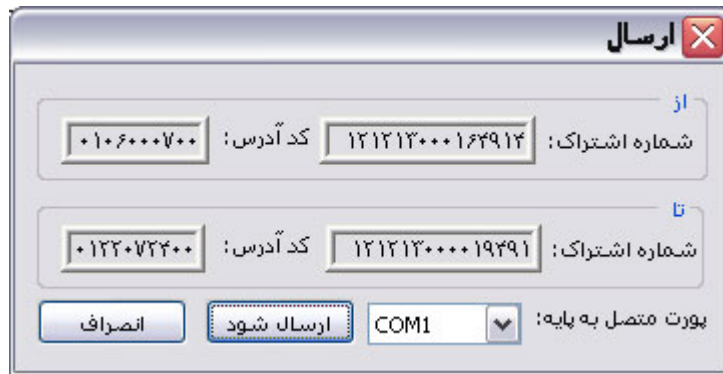 ارسال
از
شماره اشتراک: ۱۲۱۲۱۳۰۰۰۱۶۴۹۱۴ کد آدرس: ۰۱۰۶۰۰۰۷۰۰
تا
شماره اشتراک: ۱۲۱۲۱۳۰۰۰۰۱۹۴۹۱ کد آدرس: ۰۱۲۲۰۷۲۴۰۰
پورت متصل به پایه: COM1 ارسال شود انصراف